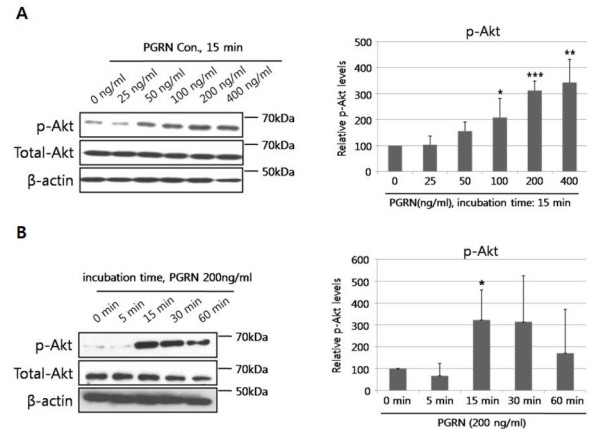 A
PGRN Con., 15 min
0 ng/ml
25 ng/ml
50 ng/ml
100 ng/ml
200 ng/ml
400 ng/ml
p-Akt
70kDa
Total-Akt
70kDa
β-actin
50kDa
p-Akt
Relative p-Akt levels
500
400
300
200
100
0
*
***
**
0 25 50 100 200 400
PGRN(ng/ml), incubation time: 15 min
B
incubation time, PGRN 200ng/ml
0 min
5 min
15 min
30 min
60 min
p-Akt
70kDa
Total-Akt
70kDa
β-actin
50kDa
p-Akt
Relative p-Akt levels
600
500
400
300
200
100
0
*
0 min 5 min 15 min 30 min 60 min
PGRN (200 ng/ml)